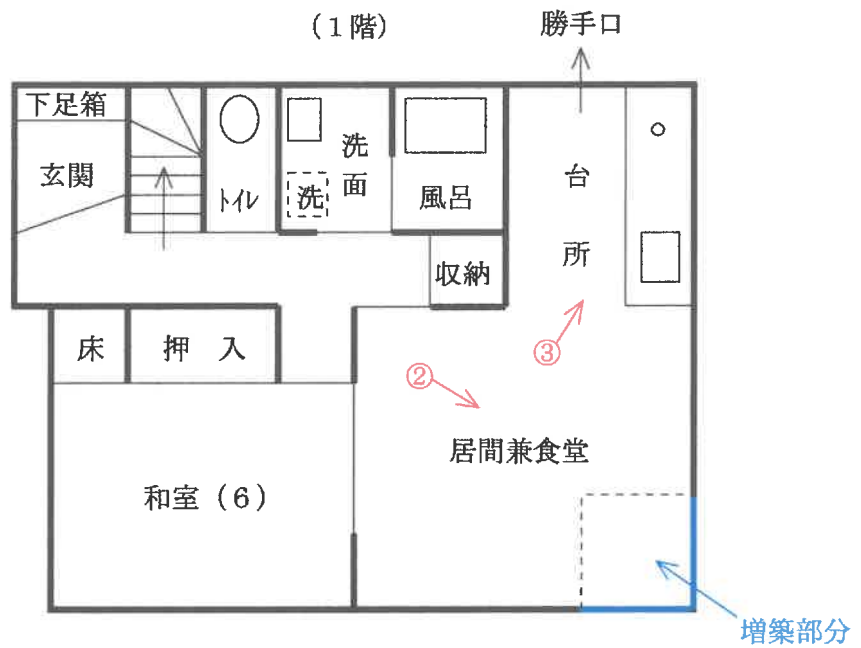 （１階）
勝手口
下足箱
玄関
トイレ
洗面
洗
風呂
台所
収納
床
押入
③
②
居間兼食堂
和室（６）
増築部分